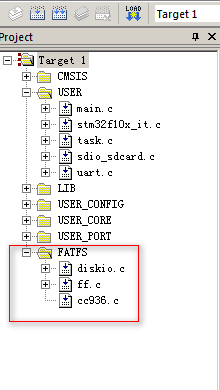 LOAD
Target 1
Project
Target 1
CMSIS
USER
main.c
stm32f10x_it.c
task.c
sdio_sdcard.c
uart.c
LIB
USER_CONFIG
USER_CORE
USER_PORT
FATFS
diskio.c
ff.c
cc936.c